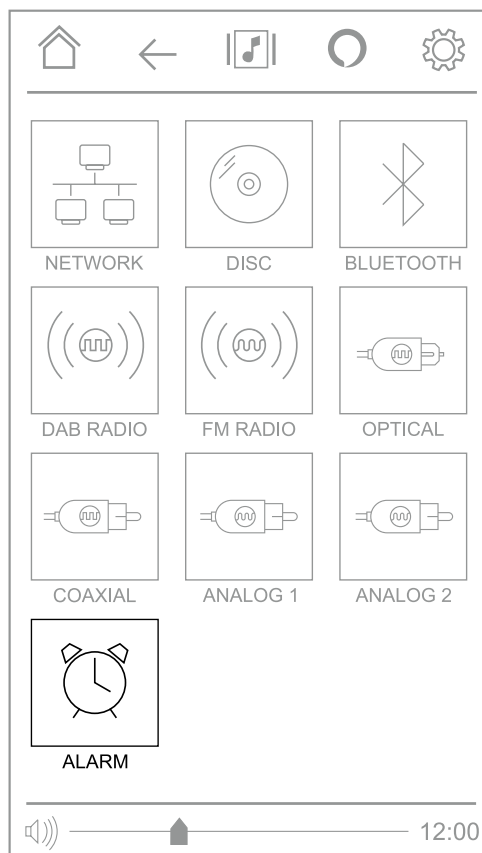 NETWORK DISC BLUETOOTH
DAB RADIO FM RADIO OPTICAL
COAXIAL ANALOG 1 ANALOG 2
ALARM
12:00